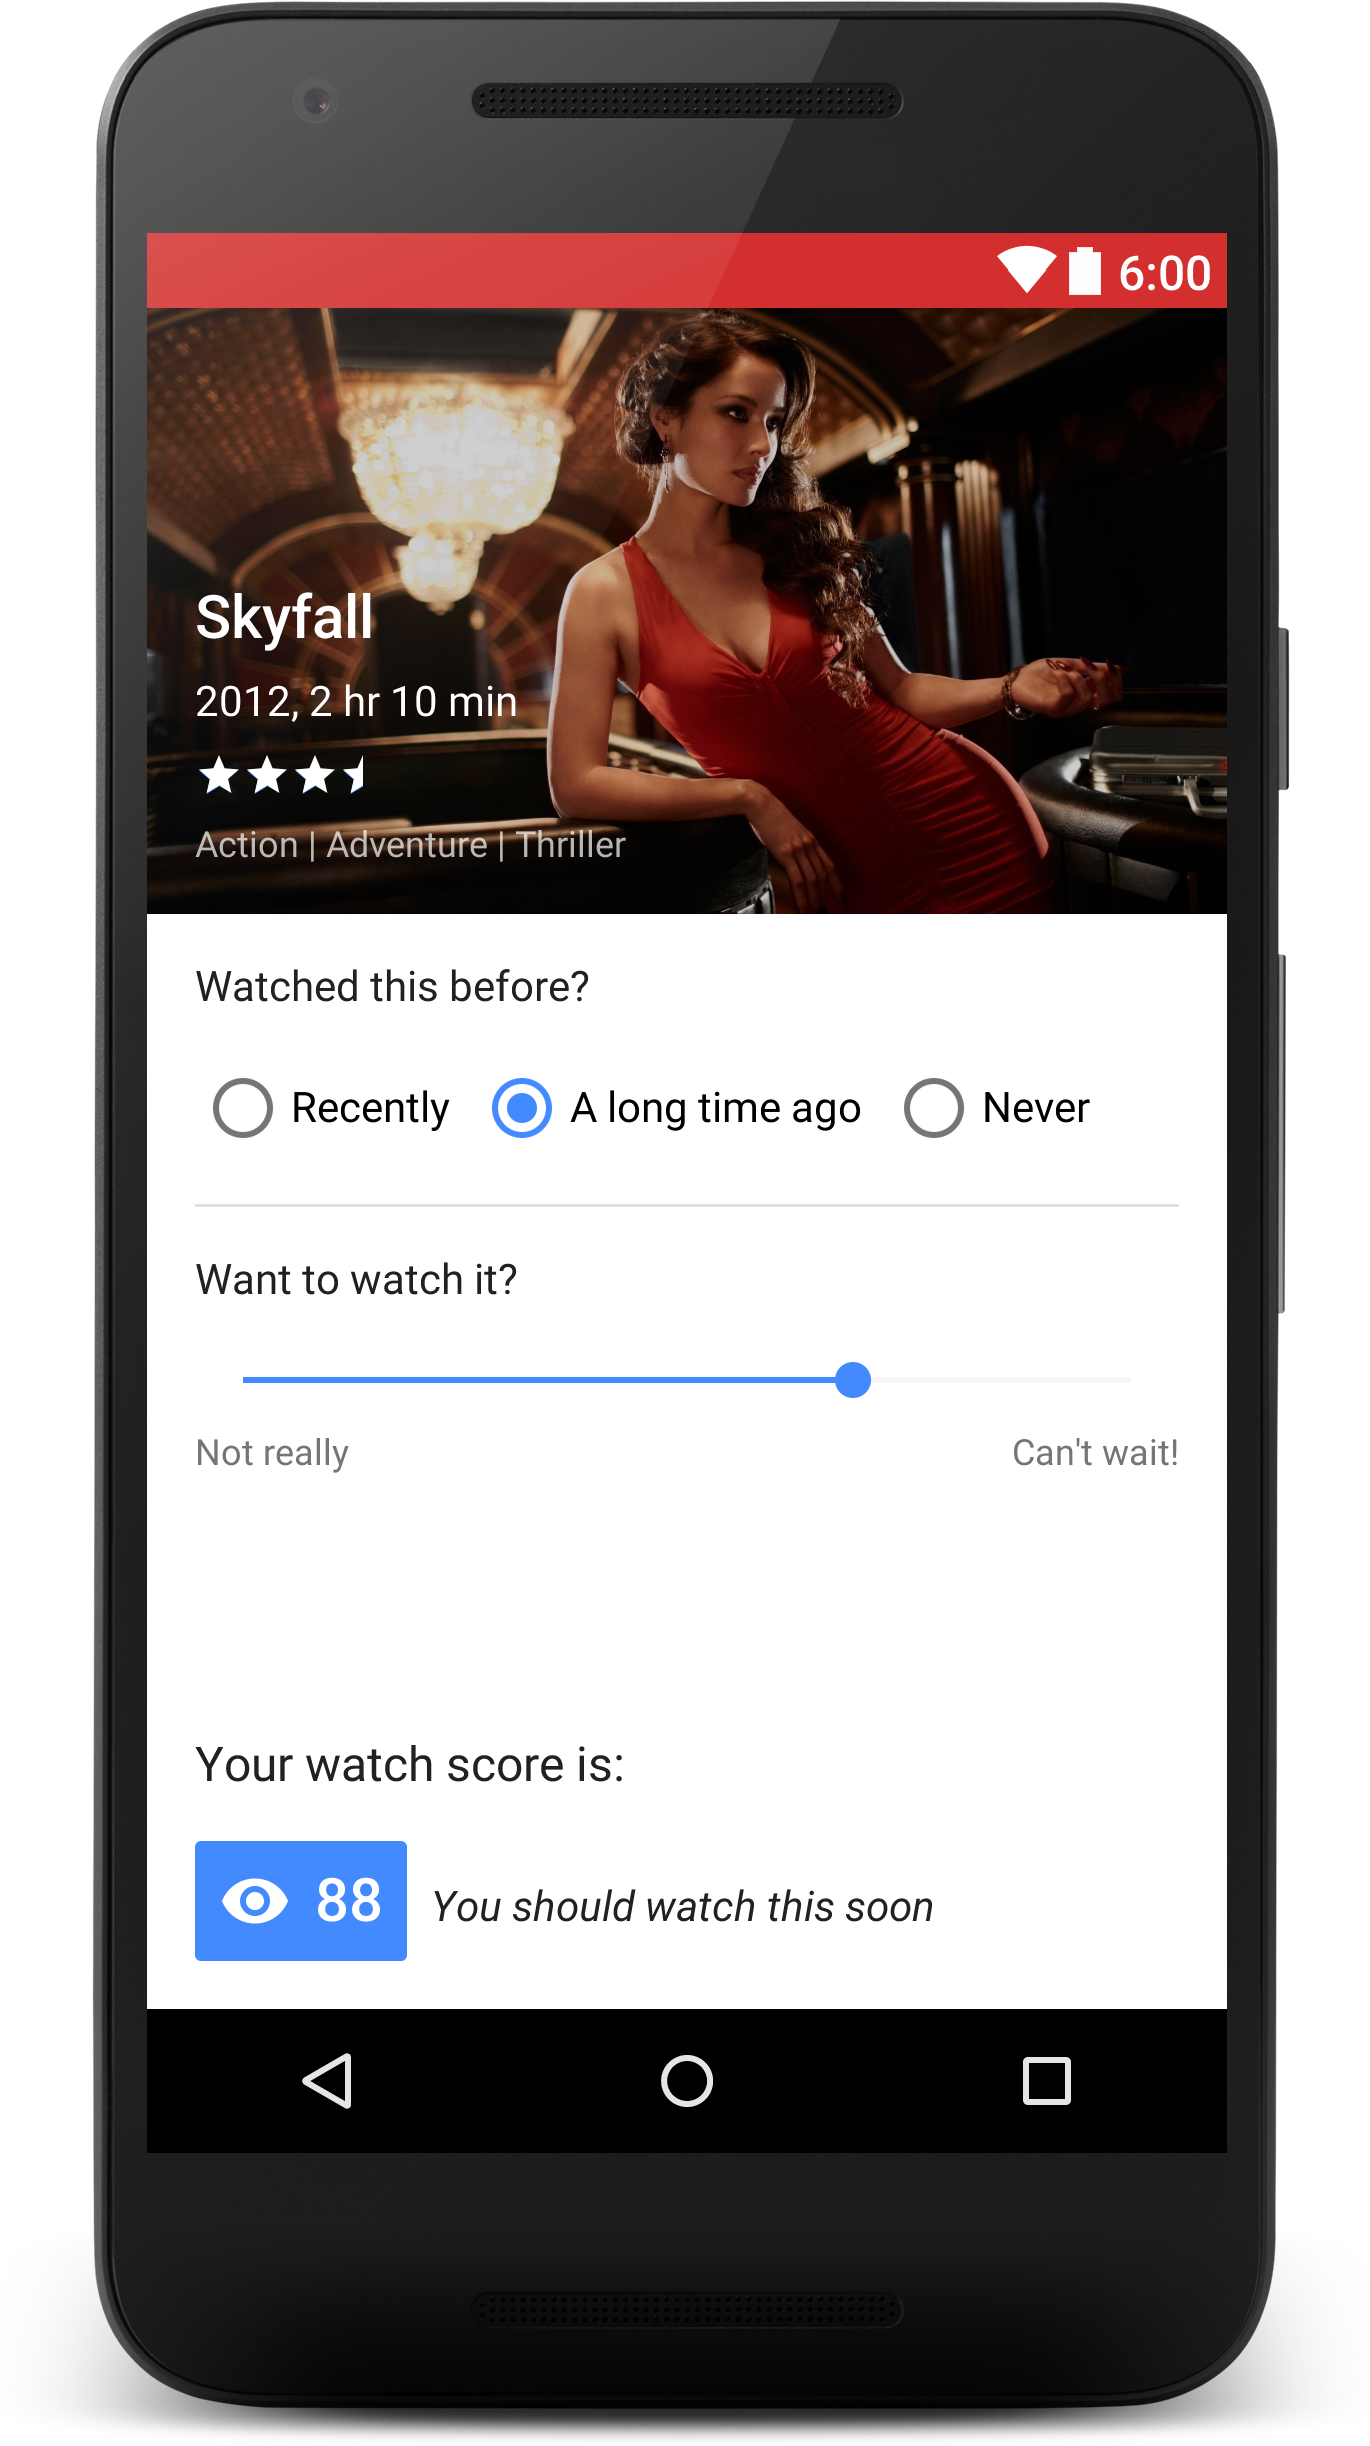 6:00
Skyfall
2012, 2 hr 10 min
Action | Adventure | Thriller
Watched this before?
Recently A long time ago Never
Want to watch it?
Not really Can't wait!
Your watch score is:
88 You should watch this soon